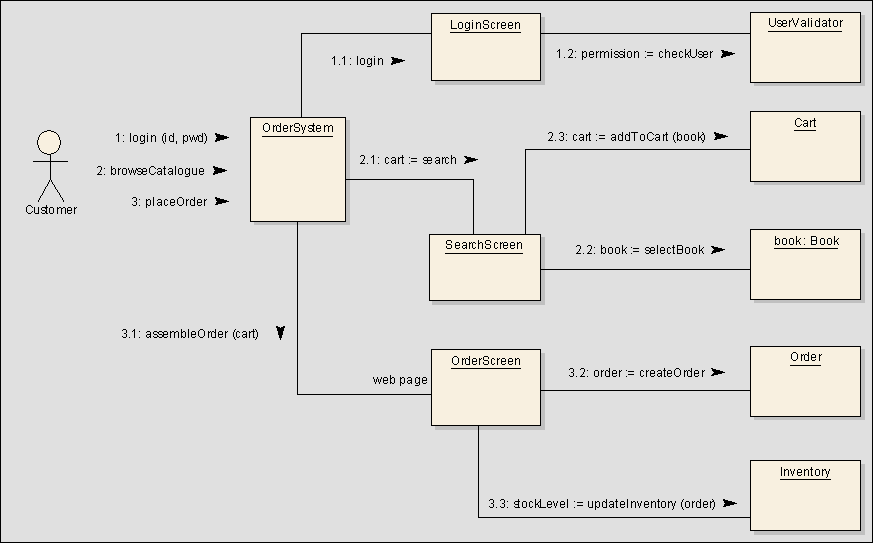 LoginScreen
UserValidator
1.1: login
1.2: permission := checkUser
OrderSystem
Cart
1: login (id, pwd)
2.3: cart := addToCart (book)
2.1: cart := search
2: browseCatalogue
3: placeOrder
Customer
SearchScreen
book: Book
2.2: book := selectBook
3.1: assembleOrder (cart)
OrderScreen
Order
web page
3.2: order := createOrder
Inventory
3.3: stockLevel := updateInventory (order)